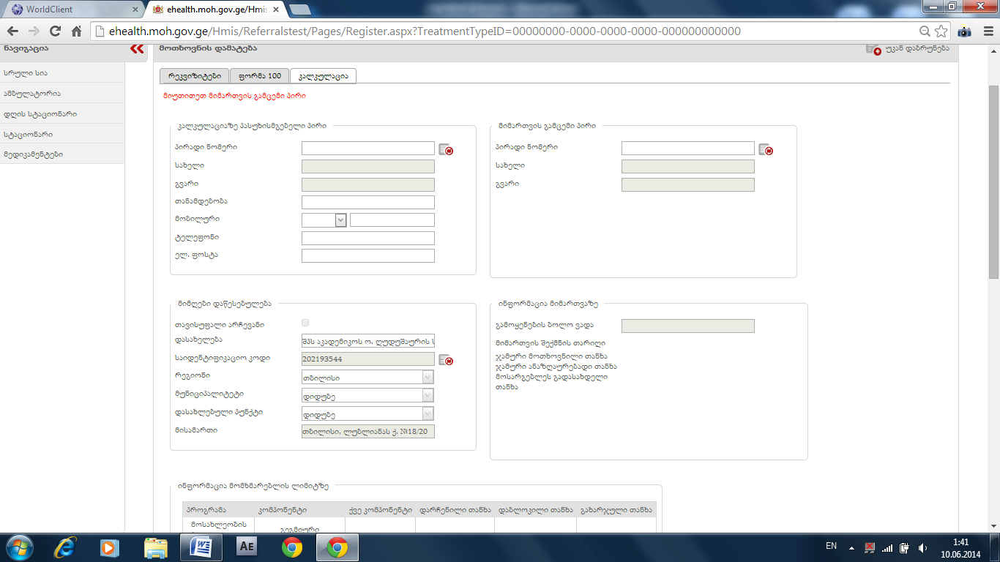 WorldClient
ehealth.moh.gov.ge/Hmis
ehealth.moh.gov.ge/Hmis/Referralstest/Pages/Register.aspx?TreatmentTypeID=00000000-0000-0000-0000-000000000000
ნავიგაცია
მოთხოვნის დამატება
უკან დაბრუნება
სრული სია
ამბულატორია
დღის სტაციონარი
სტაციონარი
მედიკამენტები
რეკვიზიტები
ფორმა 100
კალკულაცია
მიუთითეთ მიმართვის გამცემი პირი
კალკულაციაზე პასუხისმგებელი პირი
პირადი ნომერი
სახელი
გვარი
თანამდებობა
მობილური
ტელეფონი
ელ. ფოსტა
მიმართვის გამცემი პირი
პირადი ნომერი
სახელი
გვარი
მიმღები დაწესებულება
თავისუფალი არჩევანი
დასახელება შპს აკადემიკოს ო. ღუდუშაურის ს
საიდენტიფიკაციო კოდი 202193544
რეგიონი თბილისი
მუნიციპალიტეტი დიდუბე
დასახლებული პუნქტი დიდუბე
მისამართი თბილისი, ლუბლიანას ქ. №18/20
ინფორმაცია მიმართვაზე
გამოყენების ბოლო ვადა
მიმართვის შექმნის თარიღი
ჯამური მოთხოვნილი თანხა
ჯამური ანაზღაურებადი თანხა
მოსარგებლეს გადასახდელი
თანხა
ინფორმაცია მომხმარებლის ლიმიტზე
პროგრამა კომპონენტი ქვე კომპონენტი დარჩენილი თანხა დაბლოკილი თანხა გახარჯული თანხა
მოსახლეობის
გეგმიური
AE
EN
1:41
10.06.2014